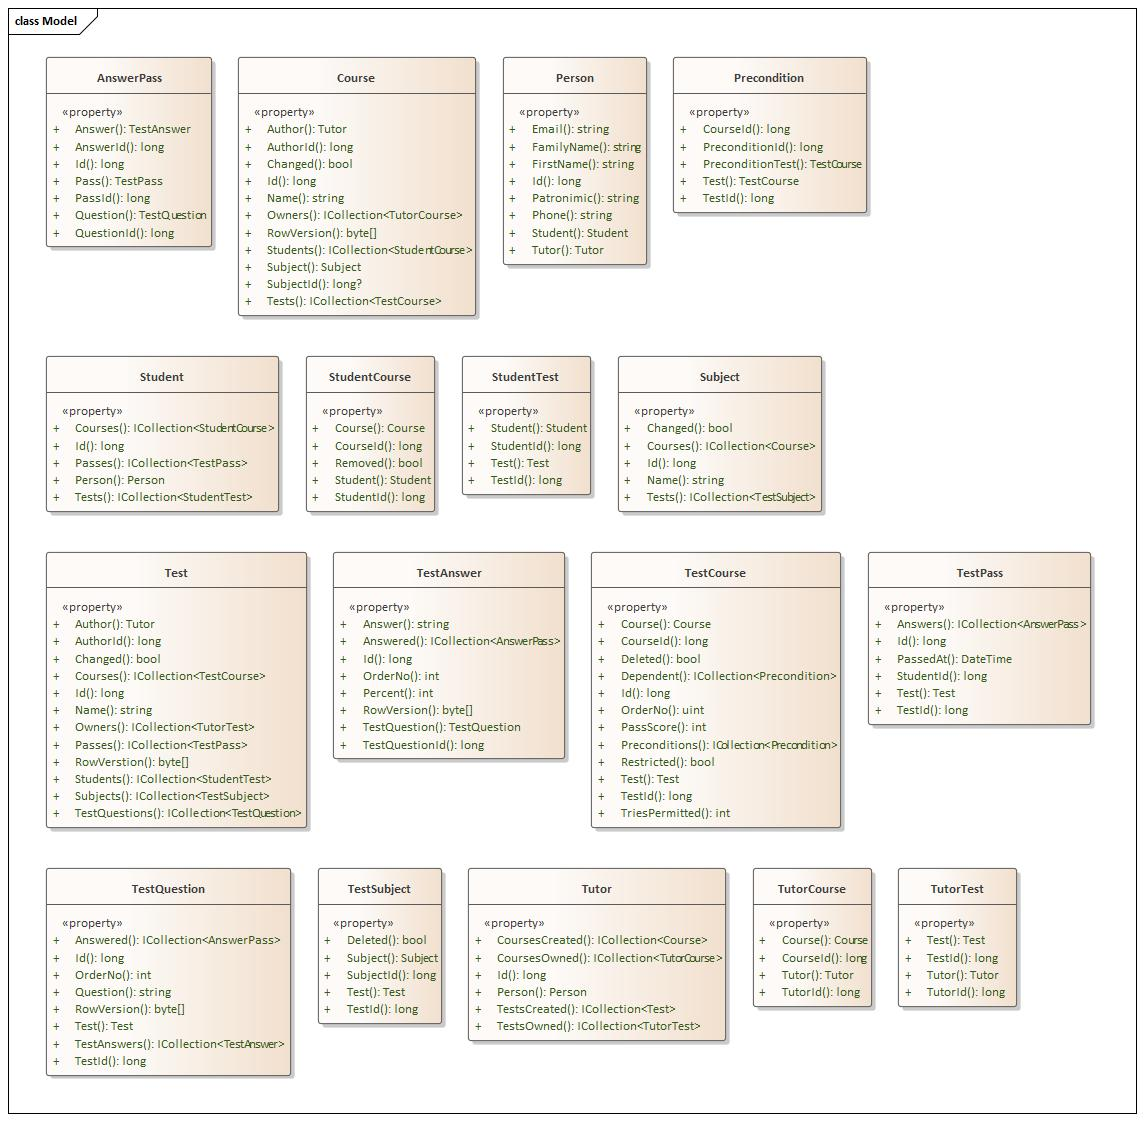 class Model
AnswerPass
«property»
+ Answer(): TestAnswer
+ AnswerId(): long
+ Id(): long
+ Pass(): TestPass
+ PassId(): long
+ Question(): TestQuestion
+ QuestionId(): long
Course
«property»
+ Author(): Tutor
+ AuthorId(): long
+ Changed(): bool
+ Id(): long
+ Name(): string
+ Owners(): ICollection<TutorCourse>
+ RowVersion(): byte[]
+ Students(): ICollection<StudentCourse>
+ Subject(): Subject
+ SubjectId(): long?
+ Tests(): ICollection<TestCourse>
Person
«property»
+ Email(): string
+ FamilyName(): string
+ FirstName(): string
+ Id(): long
+ Patronimic(): string
+ Phone(): string
+ Student(): Student
+ Tutor(): Tutor
Precondition
«property»
+ CourseId(): long
+ PreconditionId(): long
+ PreconditionTest(): TestCourse
+ Test(): TestCourse
+ TestId(): long
Student
«property»
+ Courses(): ICollection<StudentCourse>
+ Id(): long
+ Passes(): ICollection<TestPass>
+ Person(): Person
+ Tests(): ICollection<StudentTest>
StudentCourse
«property»
+ Course(): Course
+ CourseId(): long
+ Removed(): bool
+ Student(): Student
+ StudentId(): long
StudentTest
«property»
+ Student(): Student
+ StudentId(): long
+ Test(): Test
+ TestId(): long
Subject
«property»
+ Changed(): bool
+ Courses(): ICollection<Course>
+ Id(): long
+ Name(): string
+ Tests(): ICollection<TestSubject>
Test
«property»
+ Author(): Tutor
+ AuthorId(): long
+ Changed(): bool
+ Courses(): ICollection<TestCourse>
+ Id(): long
+ Name(): string
+ Owners(): ICollection<TutorTest>
+ Passes(): ICollection<TestPass>
+ RowVerstion(): byte[]
+ Students(): ICollection<StudentTest>
+ Subjects(): ICollection<TestSubject>
+ TestQuestions(): ICollection<TestQuestion>
TestAnswer
«property»
+ Answer(): string
+ Answered(): ICollection<AnswerPass>
+ Id(): long
+ OrderNo(): int
+ Percent(): int
+ RowVersion(): byte[]
+ TestQuestion(): TestQuestion
+ TestQuestionId(): long
TestCourse
«property»
+ Course(): Course
+ CourseId(): long
+ Deleted(): bool
+ Dependent(): ICollection<Precondition>
+ Id(): long
+ OrderNo(): uint
+ PassScore(): int
+ Preconditions(): ICollection<Precondition>
+ Restricted(): bool
+ Test(): Test
+ TestId(): long
+ TriesPermitted(): int
TestPass
«property»
+ Answers(): ICollection<AnswerPass>
+ Id(): long
+ PassedAt(): DateTime
+ StudentId(): long
+ Test(): Test
+ TestId(): long
TestQuestion
«property»
+ Answered(): ICollection<AnswerPass>
+ Id(): long
+ OrderNo(): int
+ Question(): string
+ RowVersion(): byte[]
+ Test(): Test
+ TestAnswers(): ICollection<TestAnswer>
+ TestId(): long
TestSubject
«property»
+ Deleted(): bool
+ Subject(): Subject
+ SubjectId(): long
+ Test(): Test
+ TestId(): long
Tutor
«property»
+ CoursesCreated(): ICollection<Course>
+ CoursesOwned(): ICollection<TutorCourse>
+ Id(): long
+ Person(): Person
+ TestsCreated(): ICollection<Test>
+ TestsOwned(): ICollection<TutorTest>
TutorCourse
«property»
+ Course(): Course
+ CourseId(): long
+ Tutor(): Tutor
+ TutorId(): long
TutorTest
«property»
+ Test(): Test
+ TestId(): long
+ Tutor(): Tutor
+ TutorId(): long